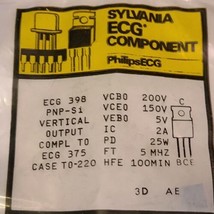 SYLVANIA
ECG®
COMPONENT
PhilipsECG
ECG 398 VCBO 200V C
PNP-Si VCEO 150V
VERTICAL VEBO 5V
OUTPUT IC 2A
COMPL TO PD 25W
ECG 375 FT 5 MHZ
CASE TO-220 HFE 100MIN BCE
3D AE